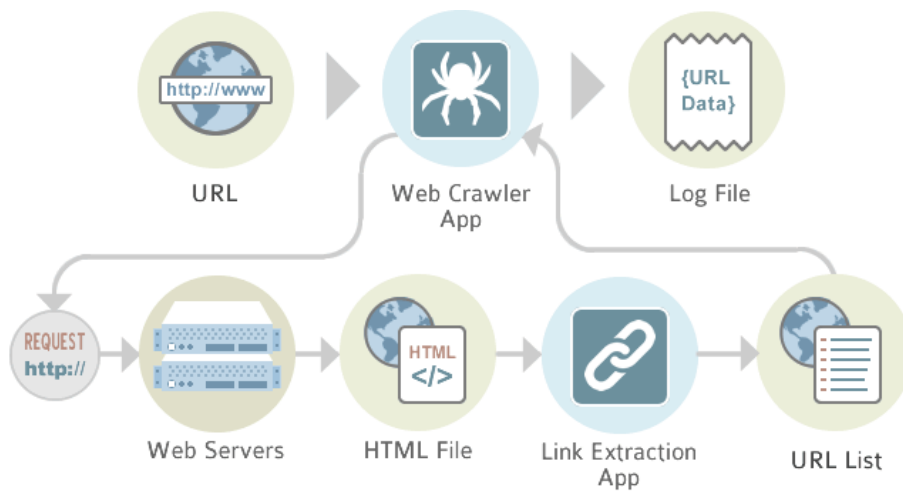 http://www
{URL
Data}
URL
Web Crawler
App
Log File
REQUEST
http://
HTML
</>
Web Servers
HTML File
Link Extraction
App
URL List